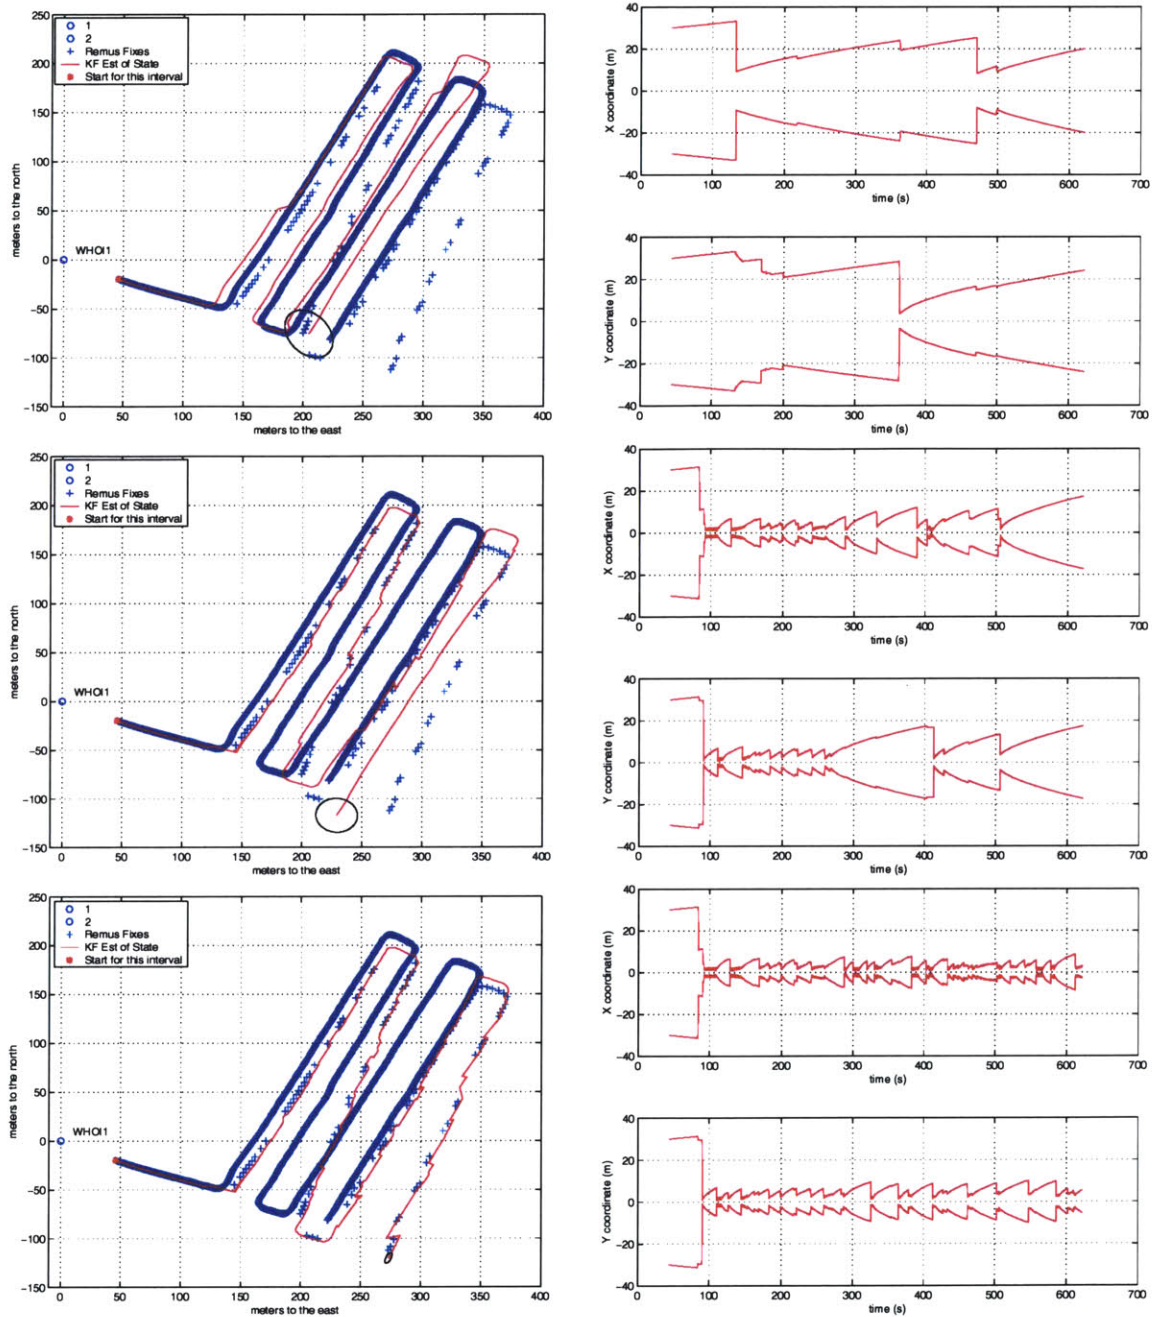 250
200
150
100
50
0
−50
−100
−150
1
2
Remus Fixes
KF Est of State
Start for this interval
WHOI1
meters to the north
0 50 100 150 200 250 300 350 400
meters to the east
40
20
0
−20
−40
X coordinate (m)
0 100 200 300 400 500 600 700
time (s)
40
20
0
−20
−40
Y coordinate (m)
0 100 200 300 400 500 600 700
time (s)
250
200
150
100
50
0
−50
−100
−150
1
2
Remus Fixes
KF Est of State
Start for this interval
WHOI1
meters to the north
0 50 100 150 200 250 300 350 400
meters to the east
40
20
0
−20
−40
X coordinate (m)
0 100 200 300 400 500 600 700
time (s)
40
20
0
−20
−40
Y coordinate (m)
0 100 200 300 400 500 600 700
time (s)
250
200
150
100
50
0
−50
−100
−150
1
2
Remus Fixes
KF Est of State
Start for this interval
WHOI1
meters to the north
0 50 100 150 200 250 300 350 400
meters to the east
40
20
0
−20
−40
X coordinate (m)
0 100 200 300 400 500 600 700
time (s)
40
20
0
−20
−40
Y coordinate (m)
0 100 200 300 400 500 600 700
time (s)